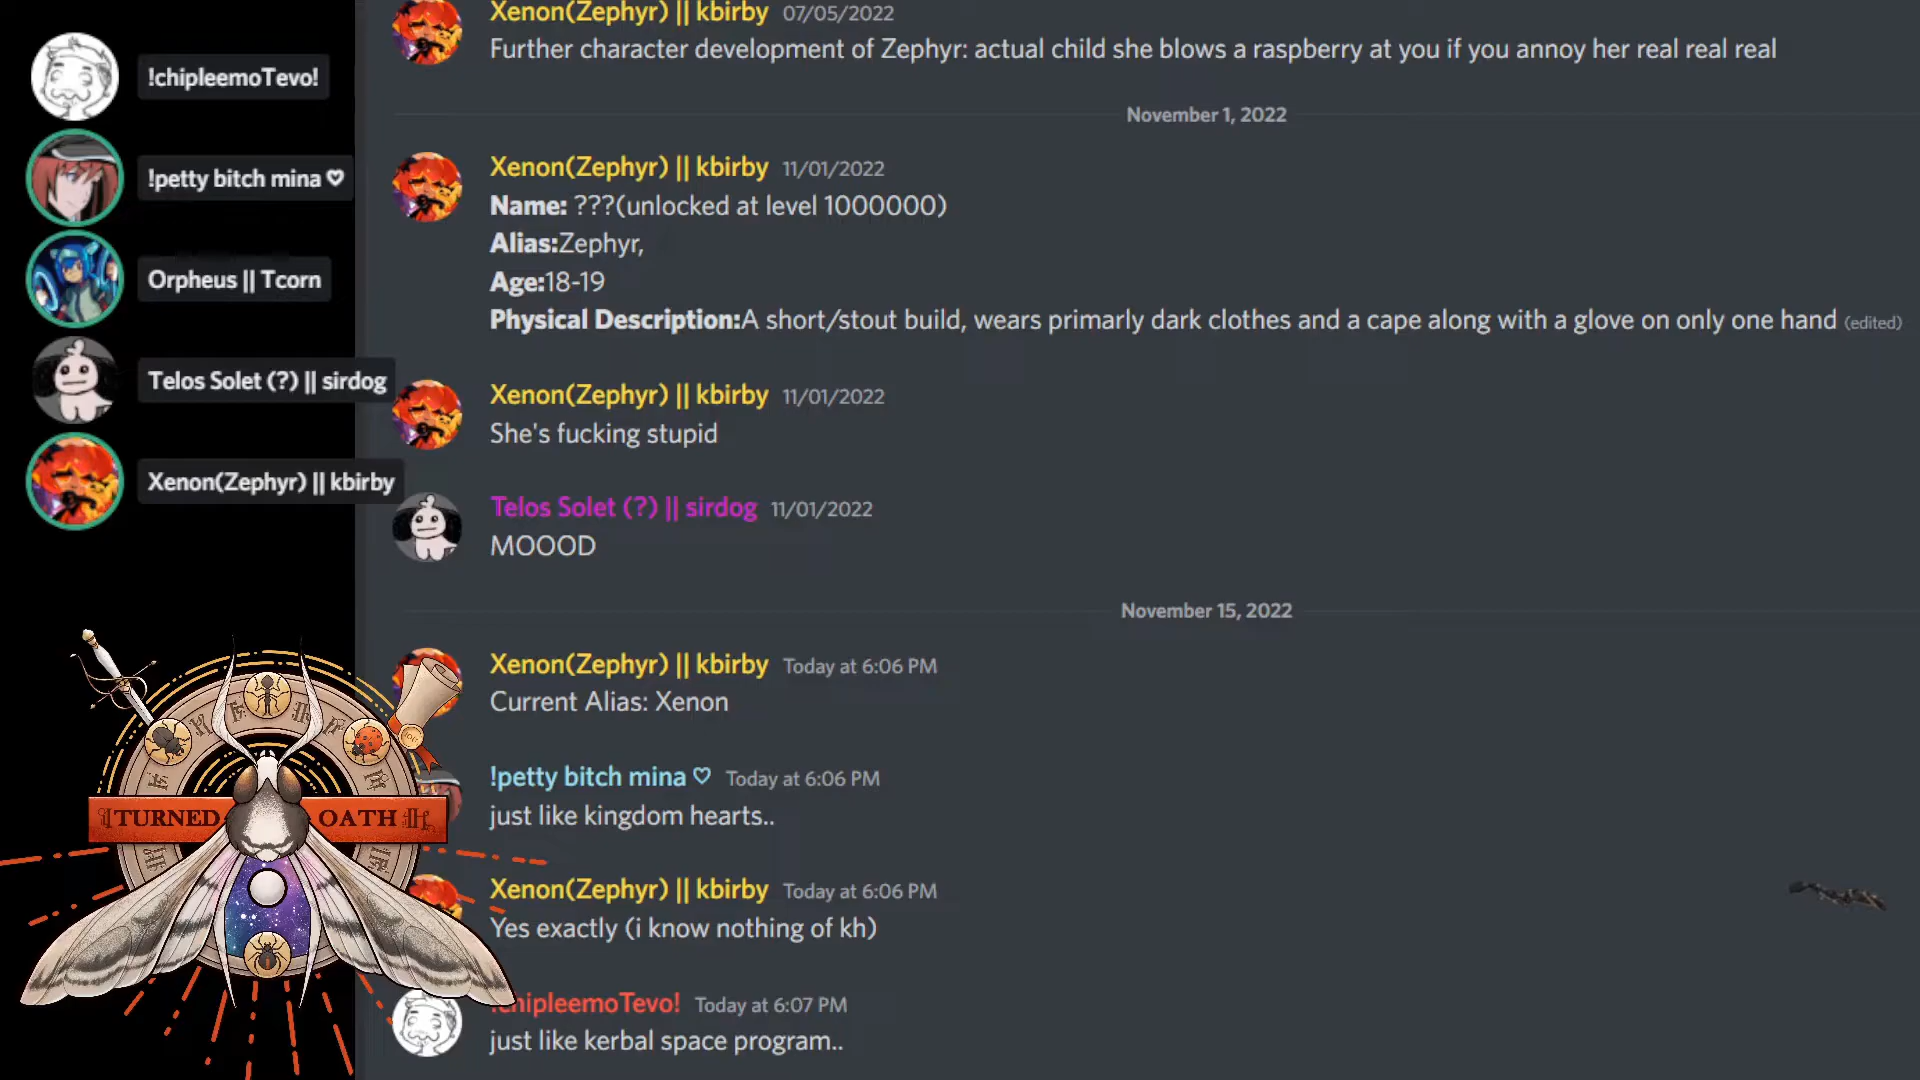 !chipleemoTevo!
!petty bitch mina ♡
Orpheus || Tcorn
Telos Solet (?) || sirdog
Xenon(Zephyr) || kbirby
TURNED OATH
Xenon(Zephyr) || kbirby 07/05/2022
Further character development of Zephyr: actual child she blows a raspberry at you if you annoy her real real real
November 1, 2022
Xenon(Zephyr) || kbirby 11/01/2022
Name: ???(unlocked at level 1000000)
Alias:Zephyr,
Age:18-19
Physical Description:A short/stout build, wears primarly dark clothes and a cape along with a glove on only one hand (edited)
Xenon(Zephyr) || kbirby 11/01/2022
She's fucking stupid
Telos Solet (?) || sirdog 11/01/2022
MOOOD
November 15, 2022
Xenon(Zephyr) || kbirby Today at 6:06 PM
Current Alias: Xenon
!petty bitch mina ♡ Today at 6:06 PM
just like kingdom hearts..
Xenon(Zephyr) || kbirby Today at 6:06 PM
Yes exactly (i know nothing of kh)
!chipleemoTevo! Today at 6:07 PM
just like kerbal space program..